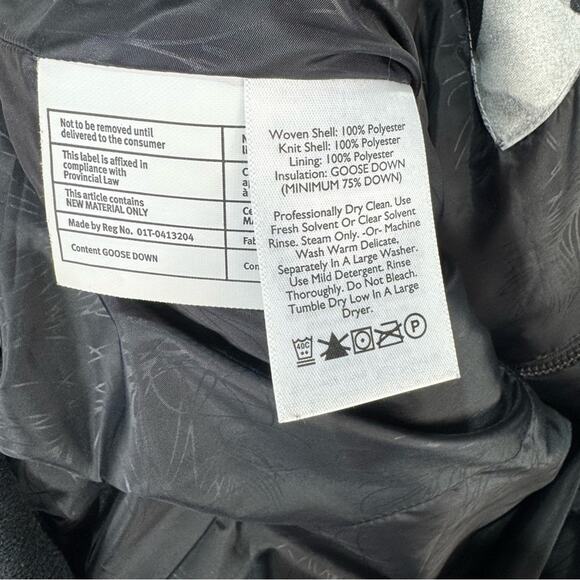 Not to be removed until
delivered to the consumer
This label is affixed in
compliance with
Provincial Law
This article contains
NEW MATERIAL ONLY
Made by Reg No. 01T-0413204
Content GOOSE DOWN
Woven Shell: 100% Polyester
Knit Shell: 100% Polyester
Lining: 100% Polyester
Insulation: GOOSE DOWN
(MINIMUM 75% DOWN)
Professionally Dry Clean. Use
Fresh Solvent Or Clear Solvent
Rinse. Steam Only. -Or- Machine
Wash Warm Delicate,
Separately In A Large Washer.
Use Mild Detergent. Rinse
Thoroughly. Do Not Bleach.
Tumble Dry Low In A Large
Dryer.
40C P